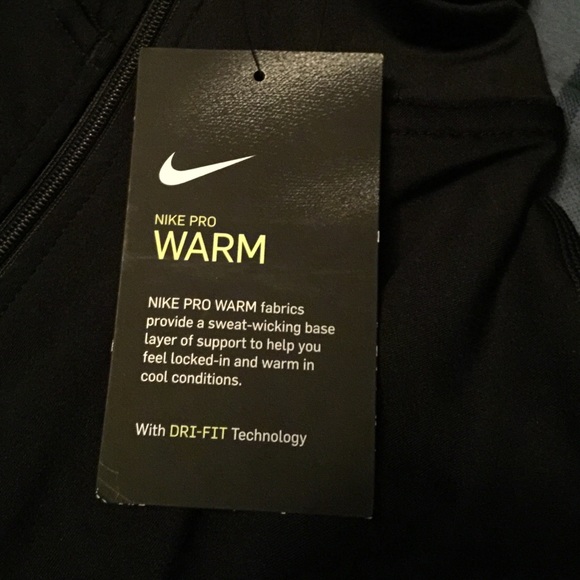 NIKE PRO
WARM
NIKE PRO WARM fabrics
provide a sweat-wicking base
layer of support to help you
feel locked-in and warm in
cool conditions.
With DRI-FIT Technology